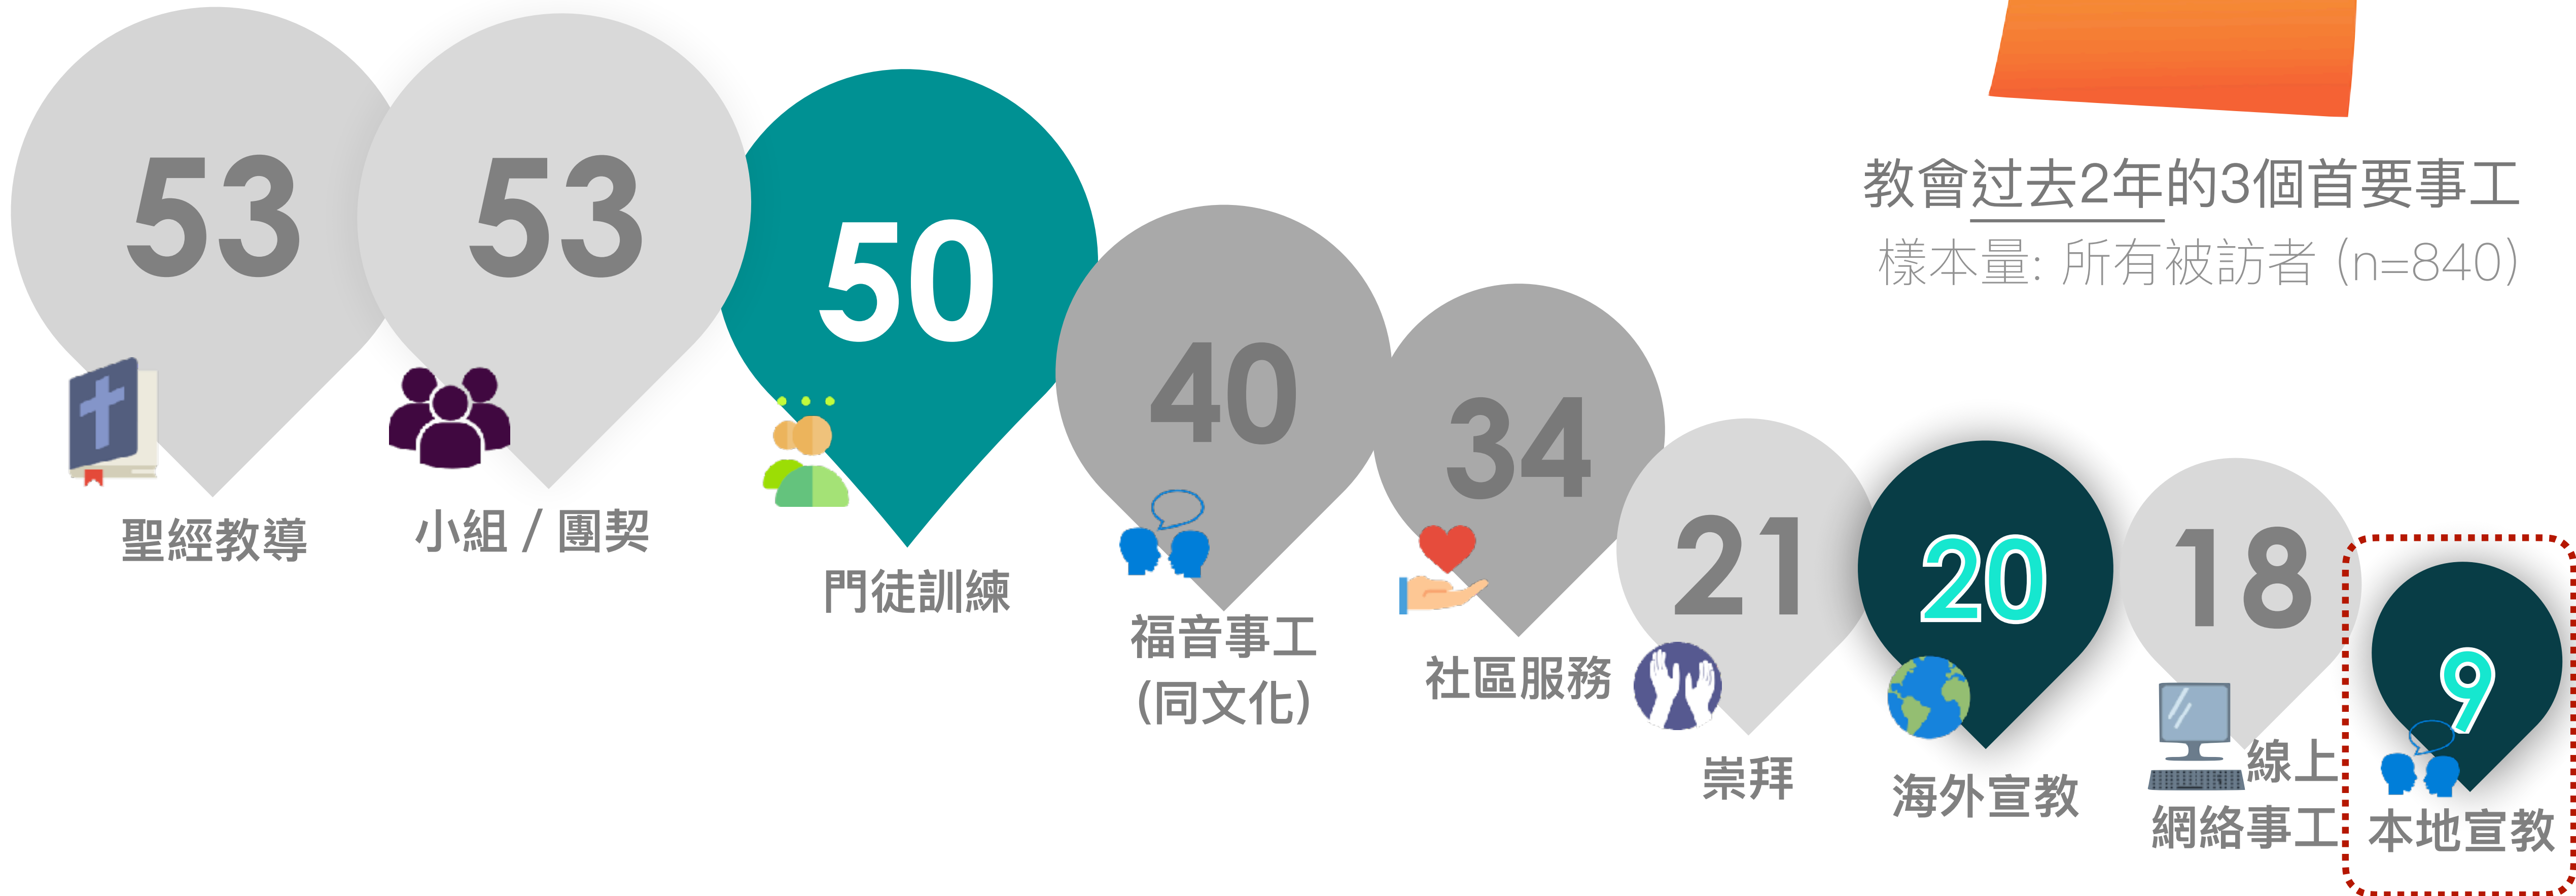 教會过去2年的3個首要事工
樣本量: 所有被訪者 (n=840)
53
聖經教導
53
小組 / 團契
50
門徒訓練
40
福音事工
(同文化)
34
社區服務
21
崇拜
20
海外宣教
18
線上
網絡事工
9
本地宣教